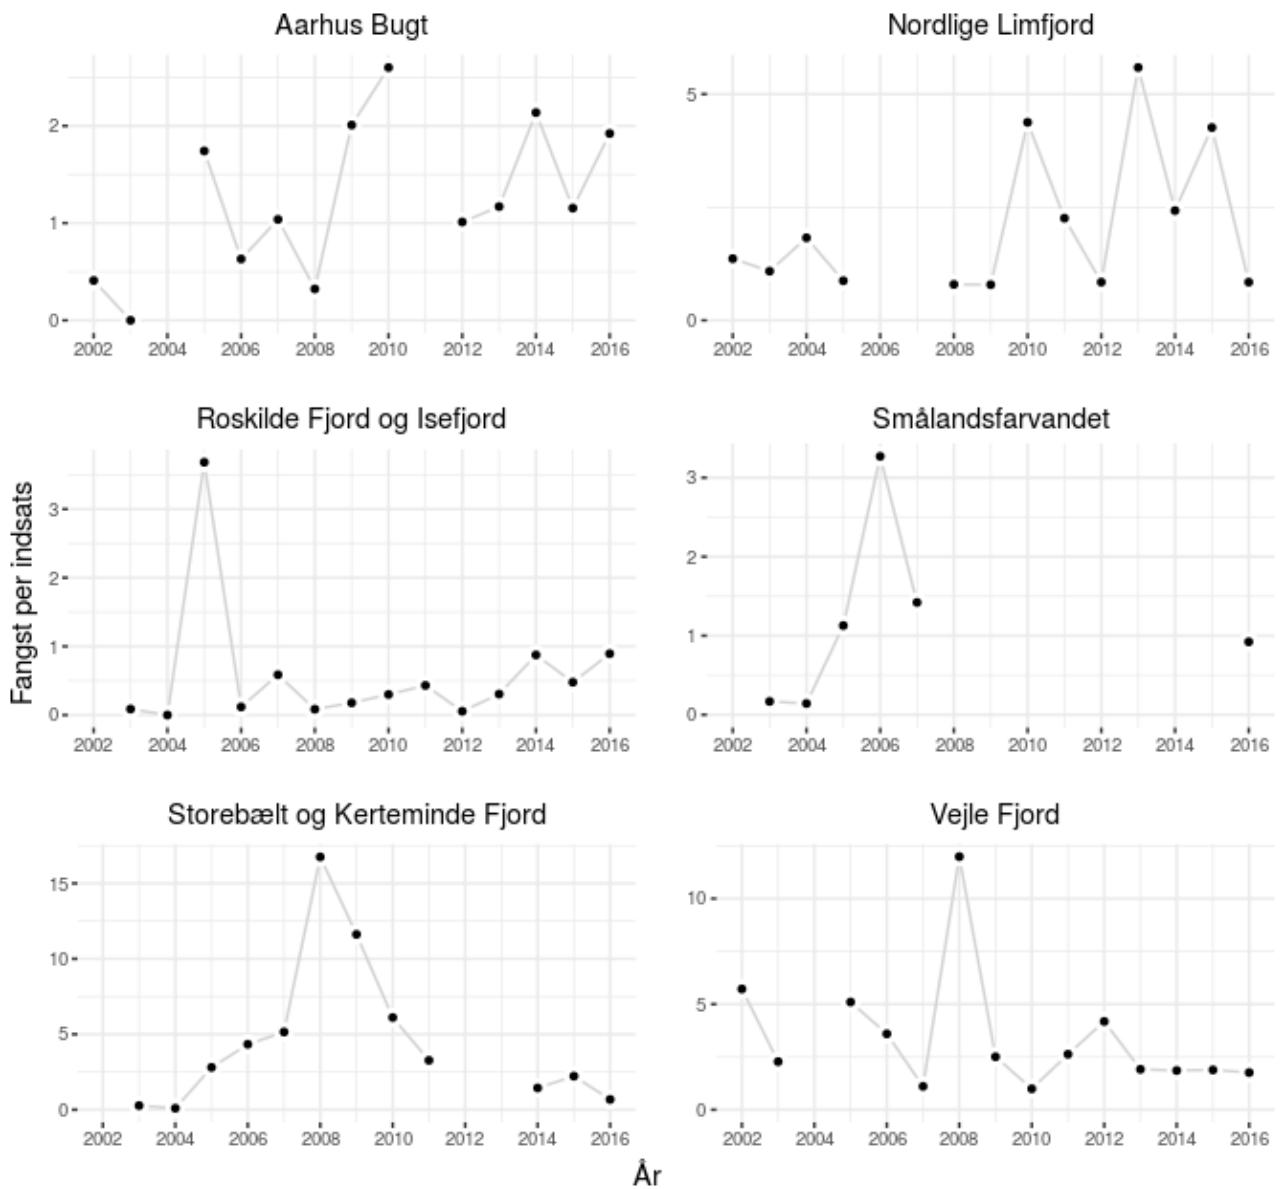 Aarhus Bugt
Nordlige Limfjord
2
1
0
5
0
2002 2004 2006 2008 2010 2012 2014 2016
2002 2004 2006 2008 2010 2012 2014 2016
Roskilde Fjord og Isefjord
Smålandsfarvandet
3
2
1
0
3
2
1
0
2002 2004 2006 2008 2010 2012 2014 2016
2002 2004 2006 2008 2010 2012 2014 2016
Fangst per indsats
Storebælt og Kerteminde Fjord
Vejle Fjord
15
10
5
0
10
5
0
2002 2004 2006 2008 2010 2012 2014 2016
2002 2004 2006 2008 2010 2012 2014 2016
År